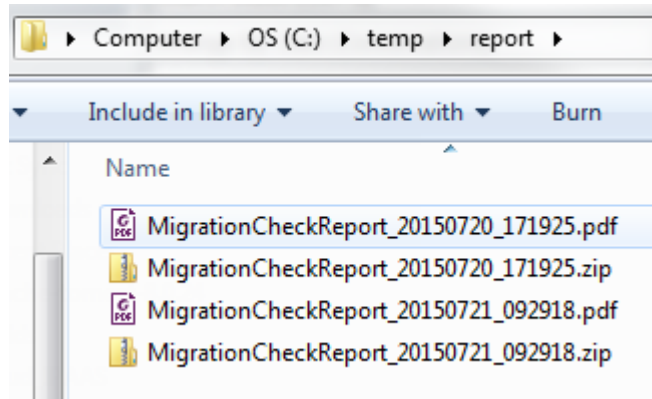 Computer OS (C:) temp report
Include in library Share with Burn
Name
MigrationCheckReport_20150720_171925.pdf
MigrationCheckReport_20150720_171925.zip
MigrationCheckReport_20150721_092918.pdf
MigrationCheckReport_20150721_092918.zip